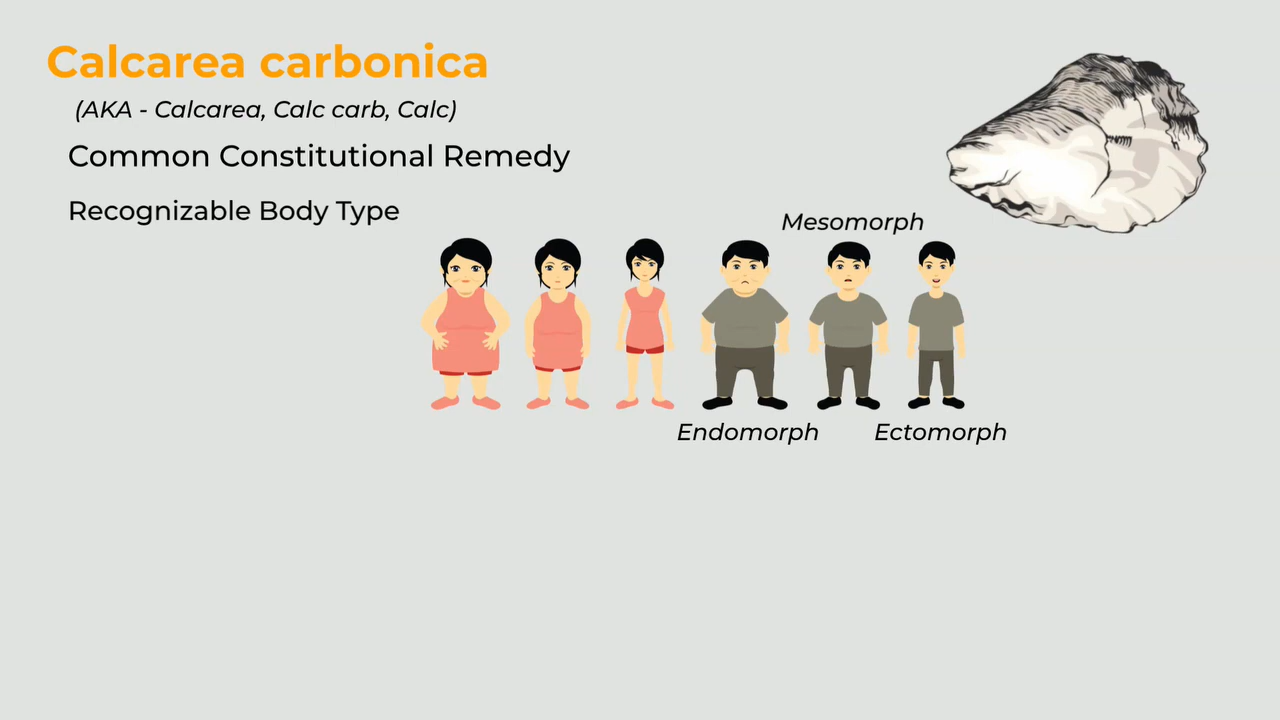 Calcarea carbonica
(AKA - Calcarea, Calc carb, Calc)
Common Constitutional Remedy
Recognizable Body Type
Mesomorph
Endomorph
Ectomorph